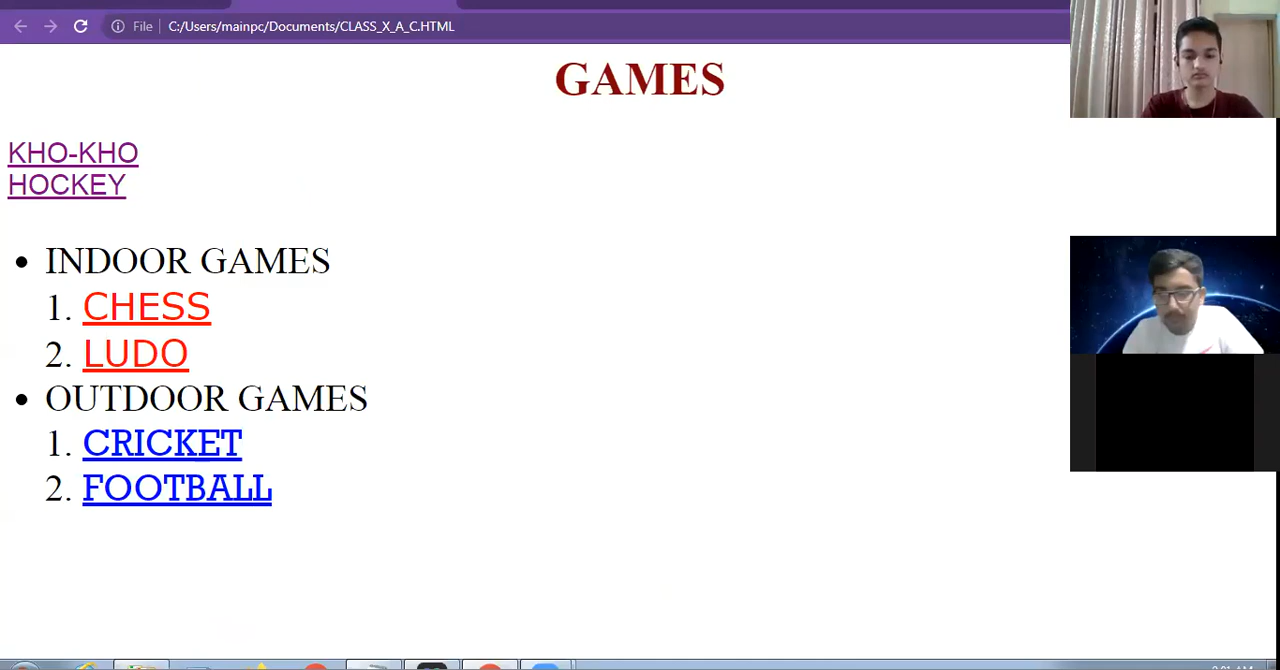 File C:/Users/mainpc/Documents/CLASS_X_A_C.HTML
GAMES
KHO-KHO
HOCKEY
• INDOOR GAMES
1. CHESS
2. LUDO
• OUTDOOR GAMES
1. CRICKET
2. FOOTBALL